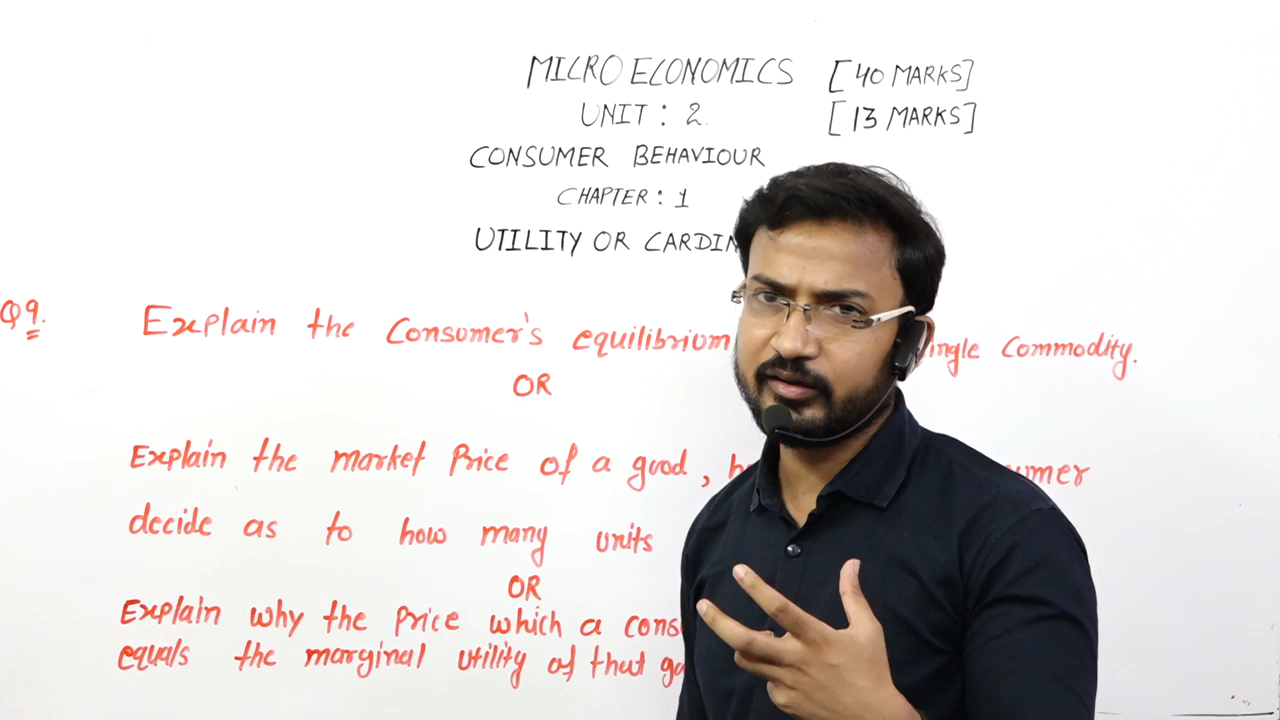 MICRO ECONOMICS [40 MARKS]
UNIT : 2. [13 MARKS]
CONSUMER BEHAVIOUR
CHAPTER : 1
UTILITY OR CARDIN
Q9. Explain the Consumer's equilibrium ingle Commodity.
OR
Explain the market Price of a good, umer
decide as to how many units
OR
Explain why the Price which a cons
equals the marginal utility of that